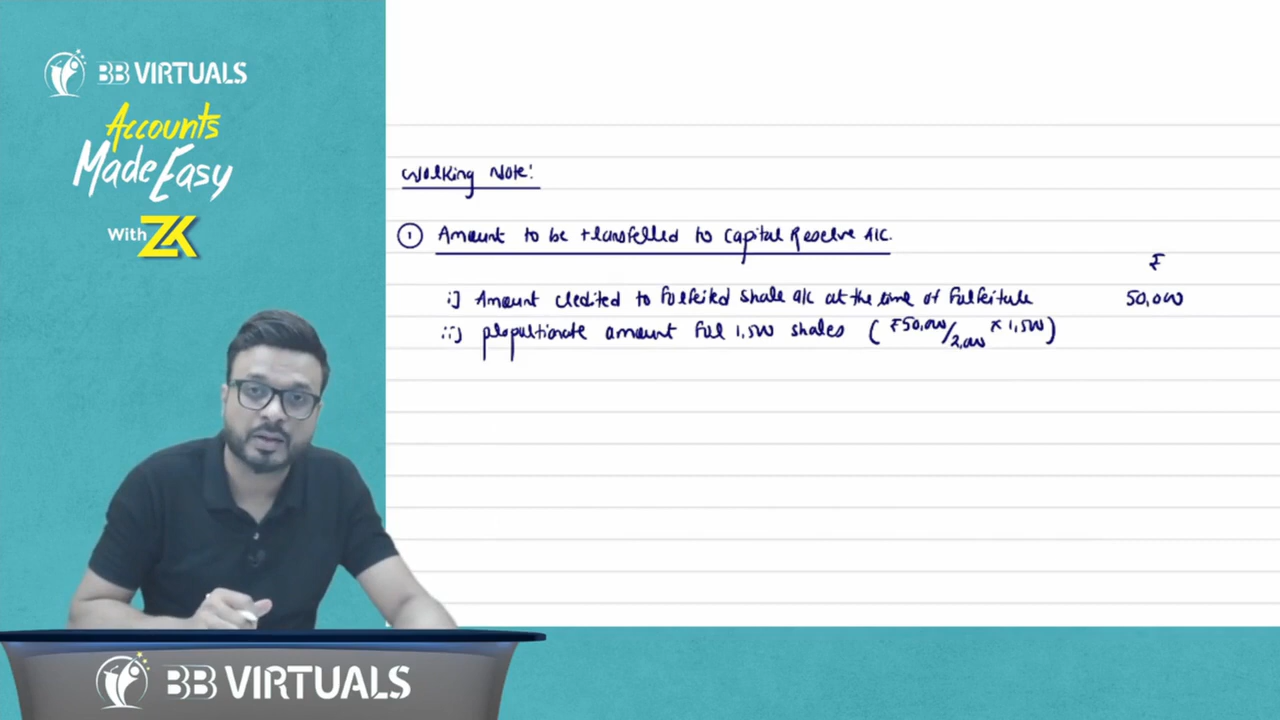 BB VIRTUALS
Accounts
Made Easy
With ZK
Working Note:
① Amount to be transferred to Capital Reserve A/c.
₹
i] Amount credited to forfeited share a/c at the time of forfeiture 50,000
ii] proportionate amount for 1,500 shares (₹50,000/2,000 × 1,500)
BB VIRTUALS